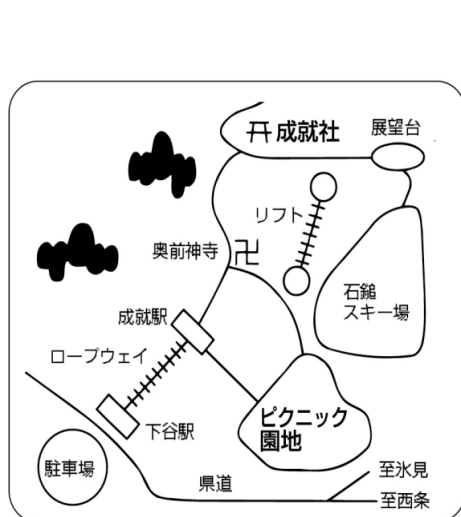 成就社
展望台
リフト
奥前神寺
卍
石鎚
スキー場
成就駅
ロープウェイ
ピクニック
園地
下谷駅
駐車場
県道
至氷見
至西条